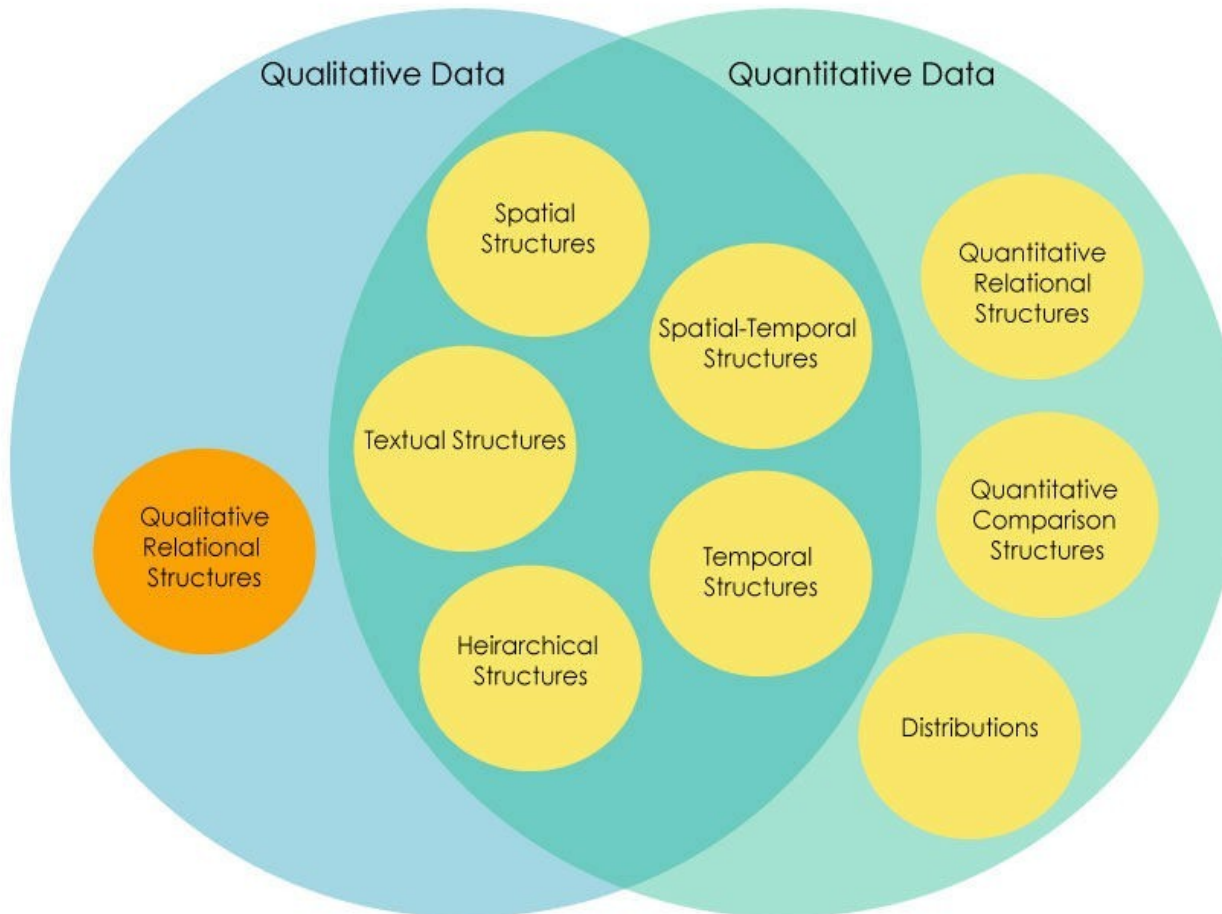 Qualitative Data
Quantitative Data
Spatial
Structures
Spatial-Temporal
Structures
Quantitative
Relational
Structures
Textual Structures
Qualitative
Relational
Structures
Quantitative
Comparison
Structures
Temporal
Structures
Heirarchical
Structures
Distributions